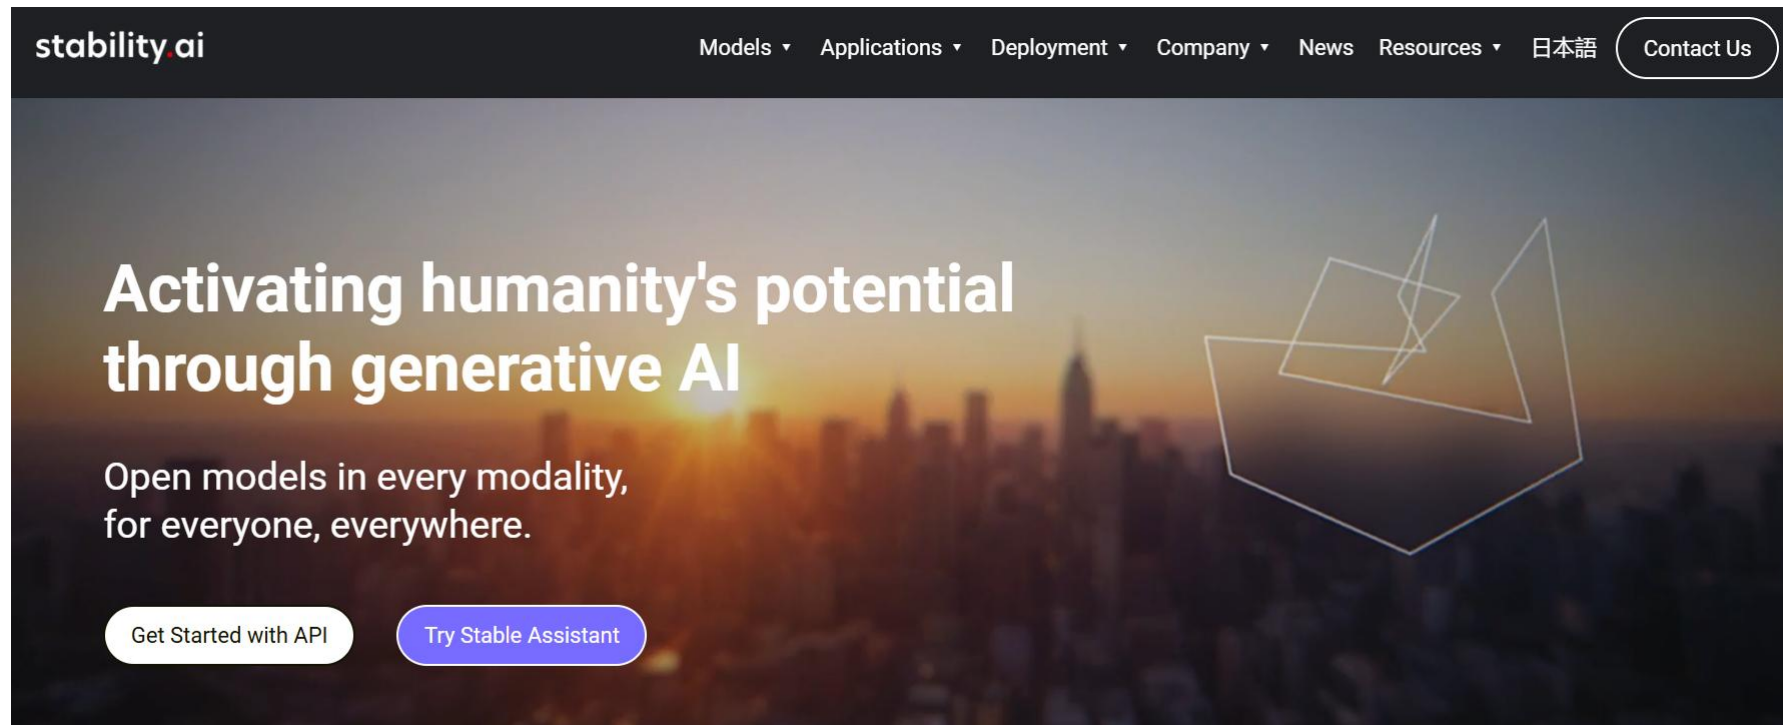 stability.ai
Models ▾ Applications ▾ Deployment ▾ Company ▾ News Resources ▾ 日本語 Contact Us
Activating humanity's potential
through generative AI
Open models in every modality,
for everyone, everywhere.
Get Started with API Try Stable Assistant